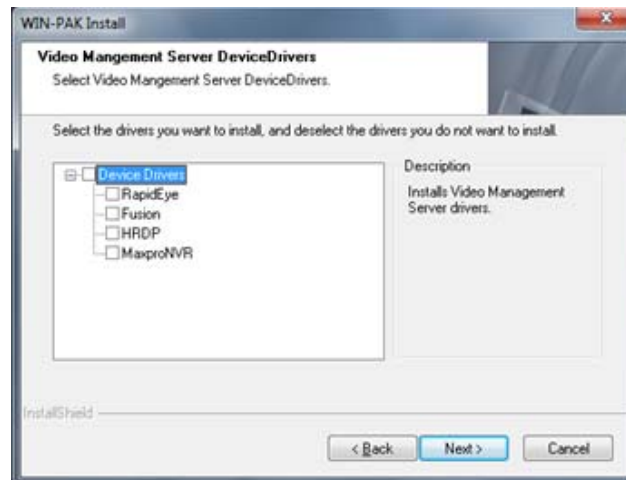 WIN-PAK Install
Video Mangement Server DeviceDrivers
Select Video Mangement Server DeviceDrivers.
Select the drivers you want to install, and deselect the drivers you do not want to install.
Device Drivers
RapidEye
Fusion
HRDP
MaxproNVR
Description
Installs Video Management
Server drivers.
InstallShield
< Back
Next >
Cancel